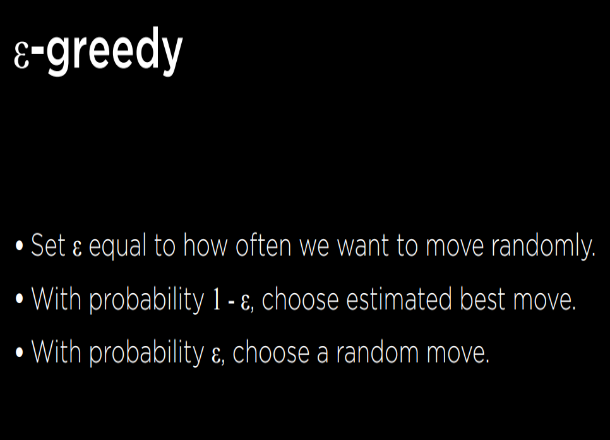 ε-greedy
• Set ε equal to how often we want to move randomly.
• With probability 1 - ε, choose estimated best move.
• With probability ε, choose a random move.